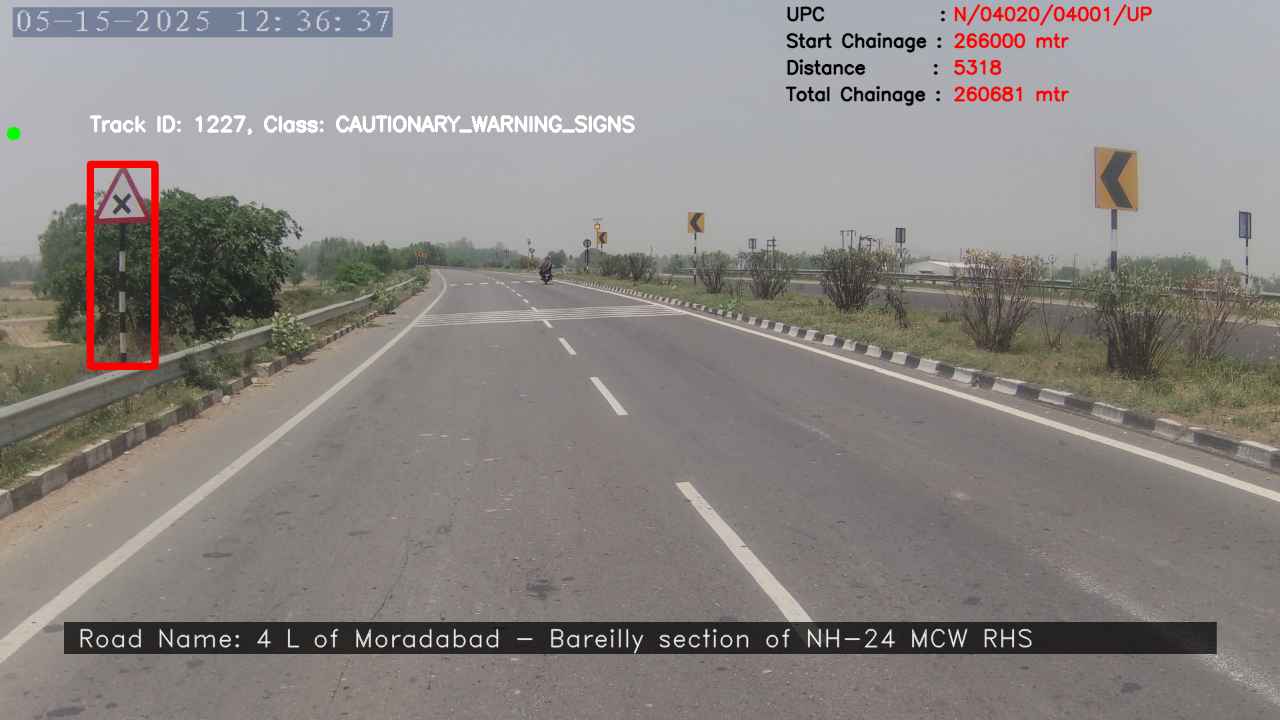 05-15-2025 12:36:37
UPC : N/04020/04001/UP
Start Chainage : 266000 mtr
Distance : 5318
Total Chainage : 260681 mtr
Track ID: 1227, Class: CAUTIONARY_WARNING_SIGNS
Road Name: 4 L of Moradabad - Bareilly section of NH-24 MCW RHS